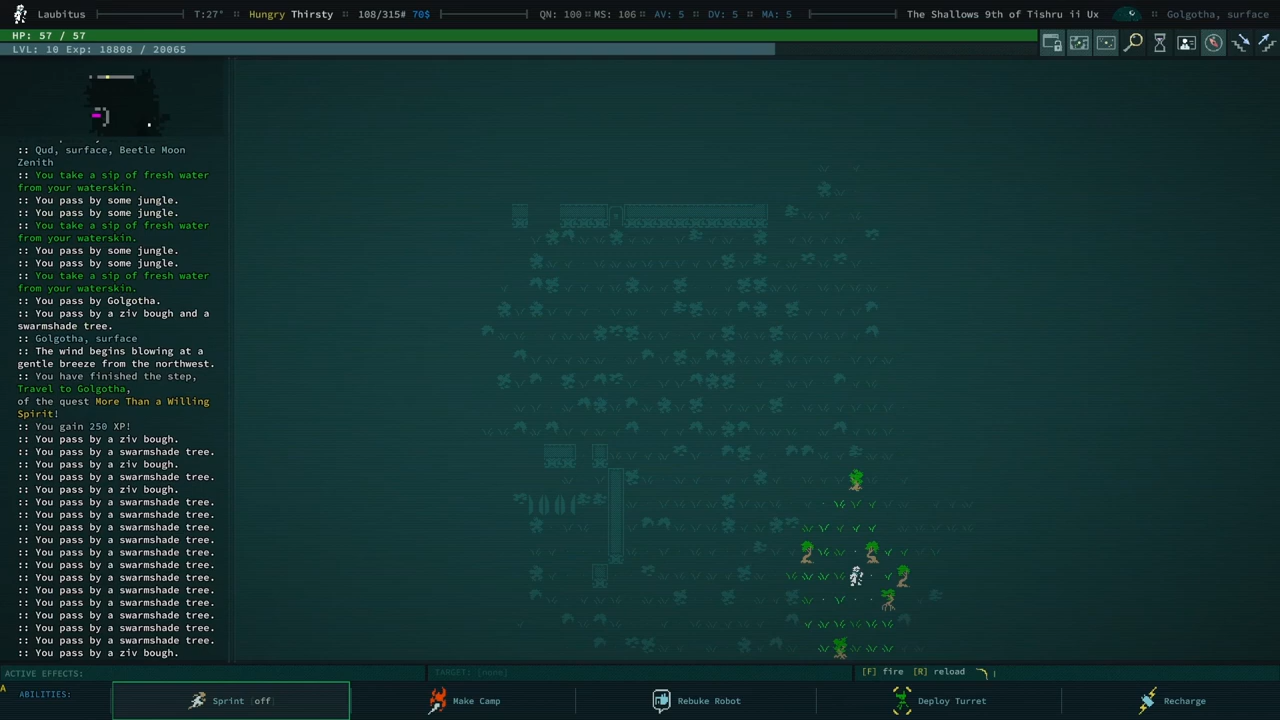 Laubitus T:27° :: Hungry Thirsty :: 108/315# 70$ QN: 100 :: MS: 106 :: AV: 5 :: DV: 5 :: MA: 5 The Shallows 9th of Tishru ii Ux :: Golgotha, surface
HP: 57 / 57
LVL: 10 Exp: 18808 / 20065
:: Qud, surface, Beetle Moon
Zenith
:: You take a sip of fresh water
from your waterskin.
:: You pass by some jungle.
:: You pass by some jungle.
:: You take a sip of fresh water
from your waterskin.
:: You pass by some jungle.
:: You pass by some jungle.
:: You take a sip of fresh water
from your waterskin.
:: You pass by Golgotha.
:: You pass by a ziv bough and a
swarmshade tree.
:: Golgotha, surface
:: The wind begins blowing at a
gentle breeze from the northwest.
:: You have finished the step,
Travel to Golgotha,
of the quest More Than a Willing
Spirit!
:: You gain 250 XP!
:: You pass by a ziv bough.
:: You pass by a swarmshade tree.
:: You pass by a ziv bough.
:: You pass by a swarmshade tree.
:: You pass by a ziv bough.
:: You pass by a swarmshade tree.
:: You pass by a swarmshade tree.
:: You pass by a swarmshade tree.
:: You pass by a swarmshade tree.
:: You pass by a swarmshade tree.
:: You pass by a swarmshade tree.
:: You pass by a swarmshade tree.
:: You pass by a swarmshade tree.
:: You pass by a swarmshade tree.
:: You pass by a swarmshade tree.
:: You pass by a swarmshade tree.
:: You pass by a swarmshade tree.
:: You pass by a ziv bough.
ACTIVE EFFECTS: TARGET: [none] [F] fire [R] reload
A ABILITIES: Sprint [off] Make Camp Rebuke Robot Deploy Turret Recharge